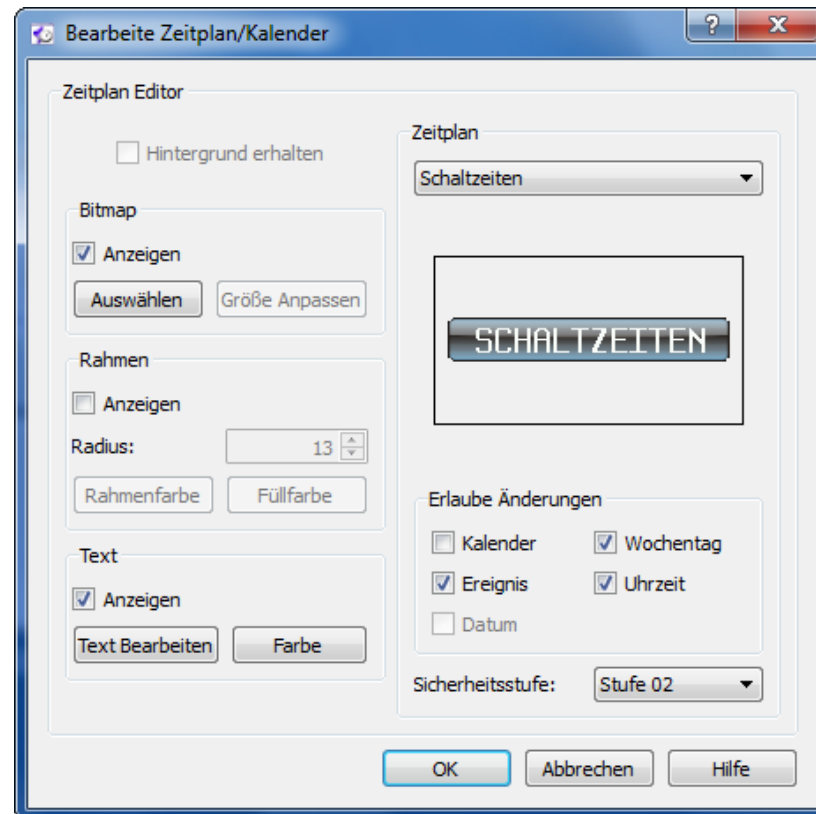 Bearbeite Zeitplan/Kalender
?
X
Zeitplan Editor
Hintergrund erhalten
Bitmap
Anzeigen
Auswählen
Größe Anpassen
Rahmen
Anzeigen
Radius:
13
Rahmenfarbe
Füllfarbe
Text
Anzeigen
Text Bearbeiten
Farbe
Zeitplan
Schaltzeiten
SCHALTZEITEN
Erlaube Änderungen
Kalender
Wochentag
Ereignis
Uhrzeit
Datum
Sicherheitsstufe:
Stufe 02
OK
Abbrechen
Hilfe